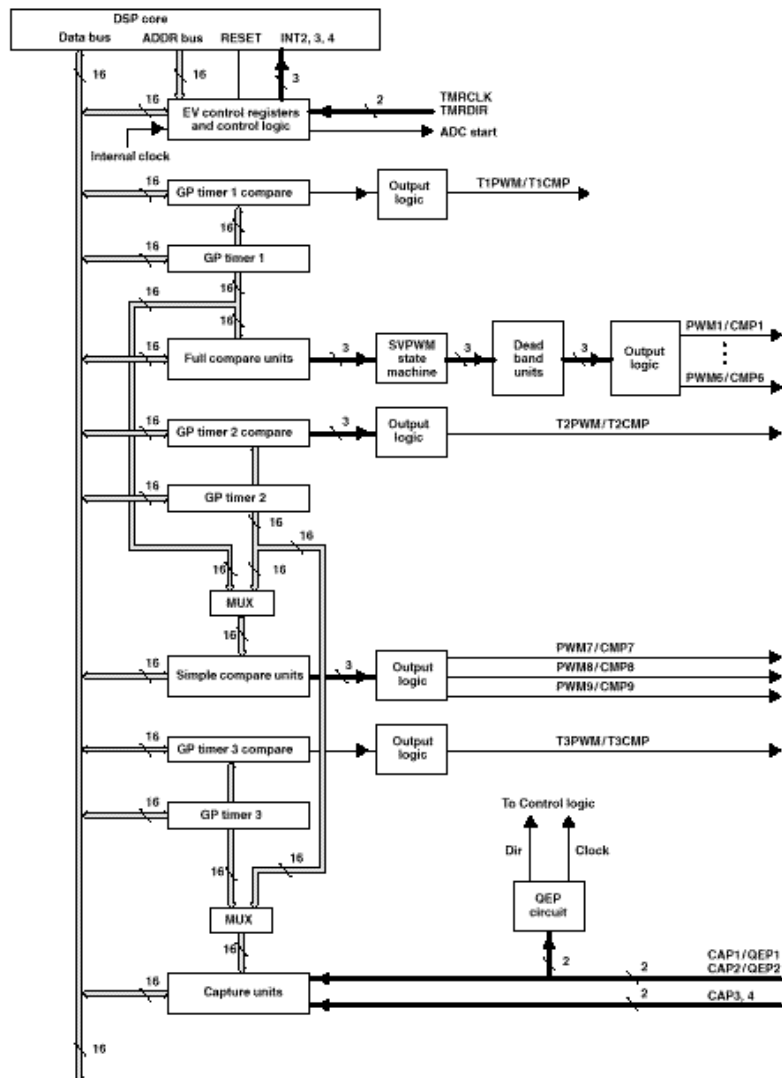 DSP core
Data bus ADDR bus RESET INT2, 3, 4
16 16 3
16 2 TMRCLK
TMRDIR
EV control registers
and control logic
ADC start
Internal clock
16
GP timer 1 compare
Output
logic
T1PWM/T1CMP
16
16
GP timer 1
16
16
16
16
Full compare units
3
SVPWM
state
machine
3
Dead
band
units
3
Output
logic
PWM1/CMP1
PWM6/CMP6
16
GP timer 2 compare
3
Output
logic
T2PWM/T2CMP
16
GP timer 2
16
16
16 16
MUX
16
16
Simple compare units
3
Output
logic
PWM7/CMP7
PWM8/CMP8
PWM9/CMP9
16
GP timer 3 compare
Output
logic
T3PWM/T3CMP
16
GP timer 3
To Control logic
Dir Clock
16 16
QEP
circuit
MUX
16
2
CAP1/QEP1
CAP2/QEP2
2
16
Capture units
2
CAP3, 4
16